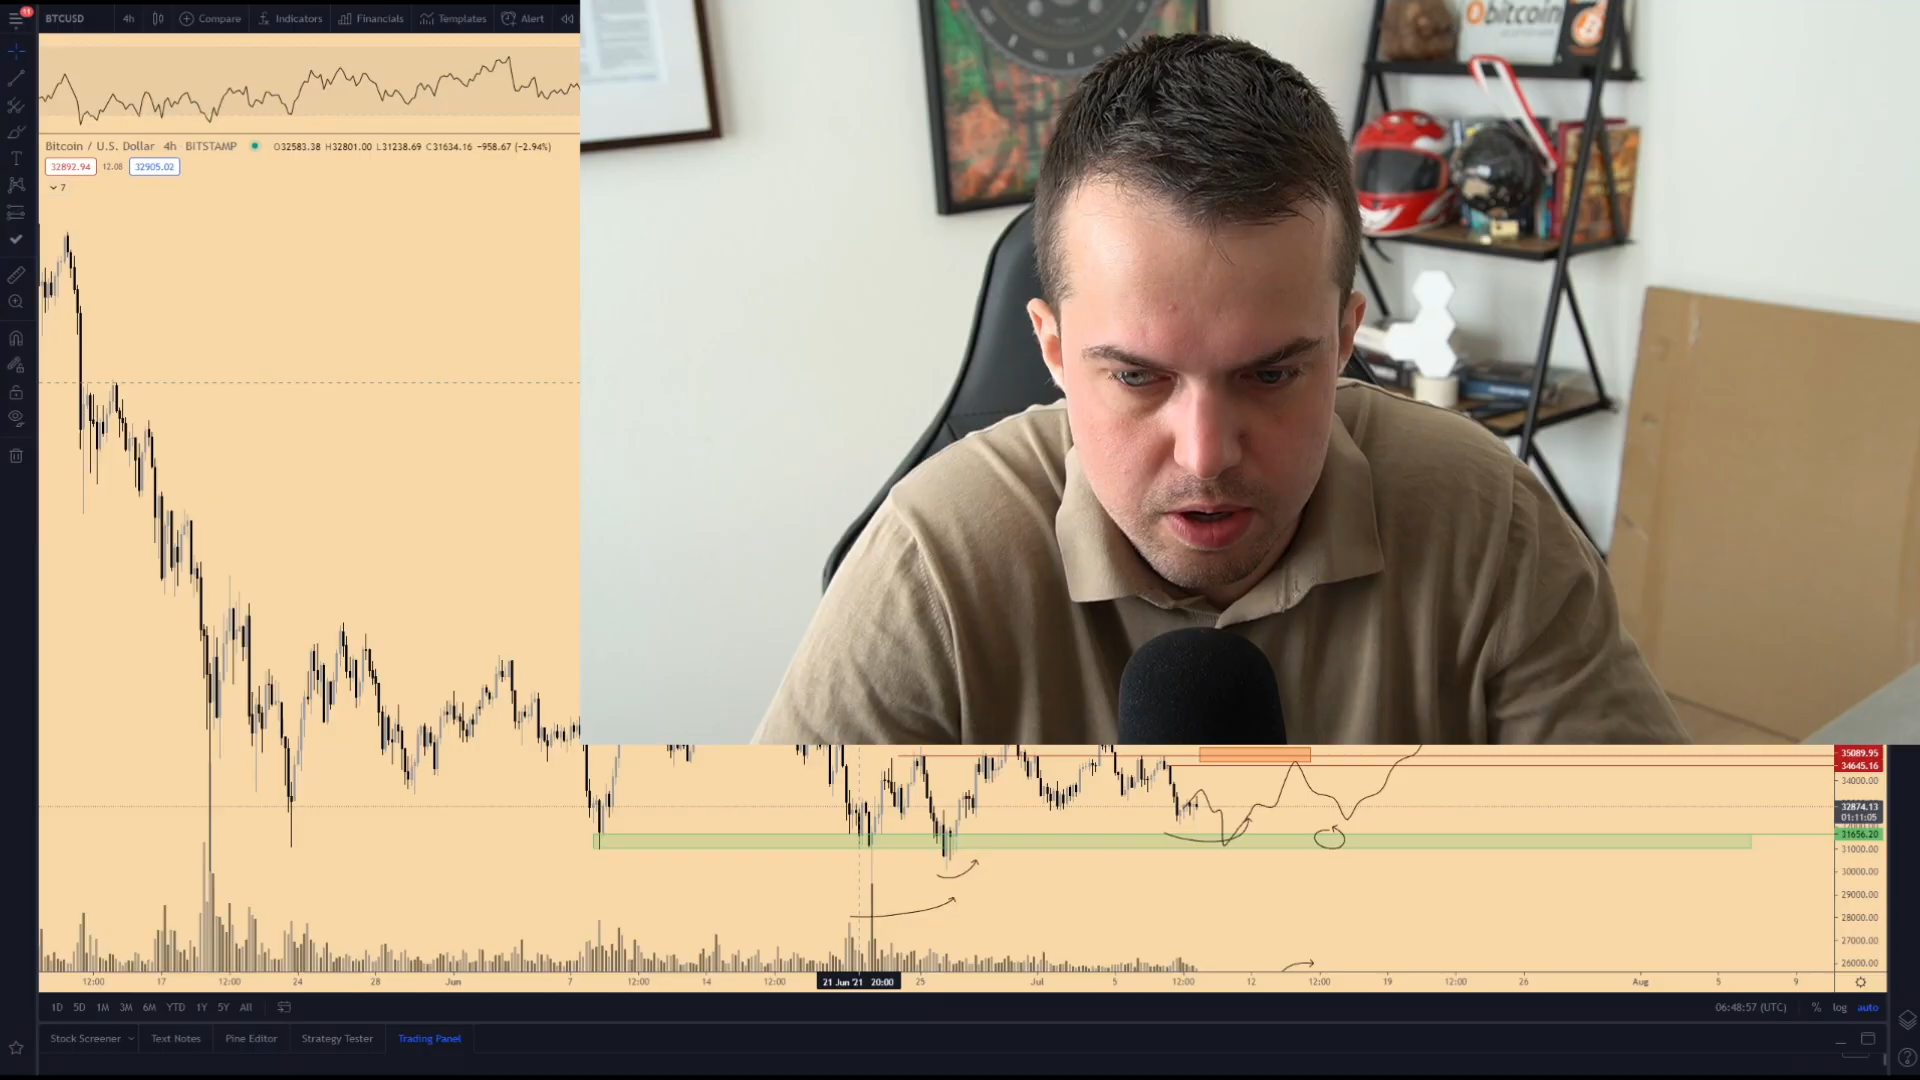 11
BTCUSD 4h Compare Indicators Financials Templates Alert
bitcoin
Bitcoin / U.S. Dollar 4h BITSTAMP O32583.38 H32801.00 L31238.69 C31634.16 −958.67 (−2.94%)
32892.94 12.08 32905.02
7
35089.95
34645.16
34000.00
32874.13
01:11:05
31656.20
31000.00
30000.00
29000.00
28000.00
27000.00
26000.00
12:00 17 12:00 24 28 Jun 7 12:00 14 12:00 21 Jun '21 20:00 25 Jul 5 12:00 12 12:00 19 12:00 26 Aug 5 9
1D 5D 1M 3M 6M YTD 1Y 5Y All 06:48:57 (UTC) % log auto
Stock Screener Text Notes Pine Editor Strategy Tester Trading Panel